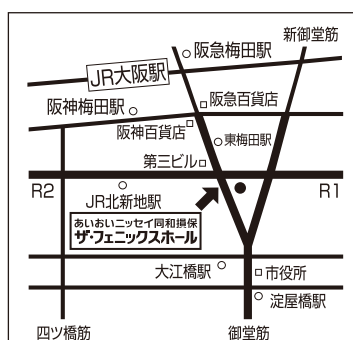 新御堂筋
阪急梅田駅
JR大阪駅
阪神梅田駅
阪急百貨店
阪神百貨店
東梅田駅
第三ビル
R2
R1
JR北新地駅
あいおいニッセイ同和損保
ザ・フェニックスホール
大江橋駅
市役所
淀屋橋駅
四ツ橋筋
御堂筋